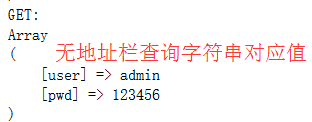 GET:
Array
( 无地址栏查询字符串对应值
[user] => admin
[pwd] => 123456
)